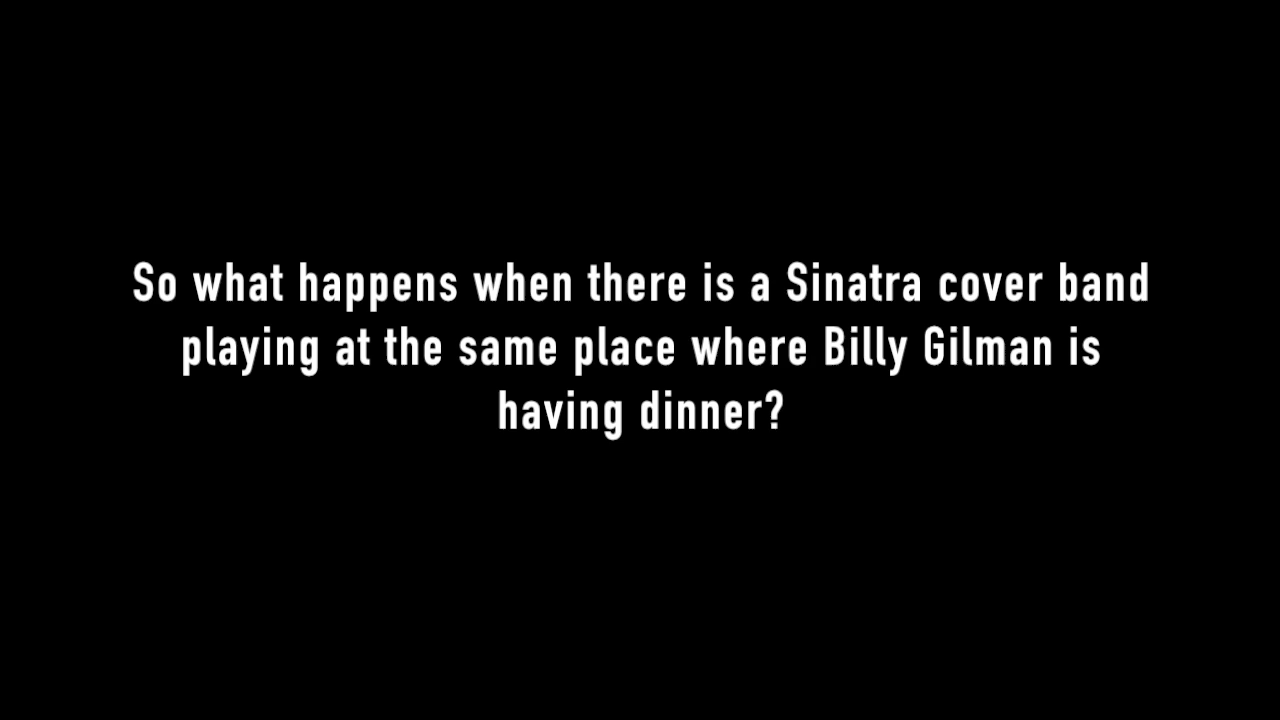 So what happens when there is a Sinatra cover band
playing at the same place where Billy Gilman is
having dinner?